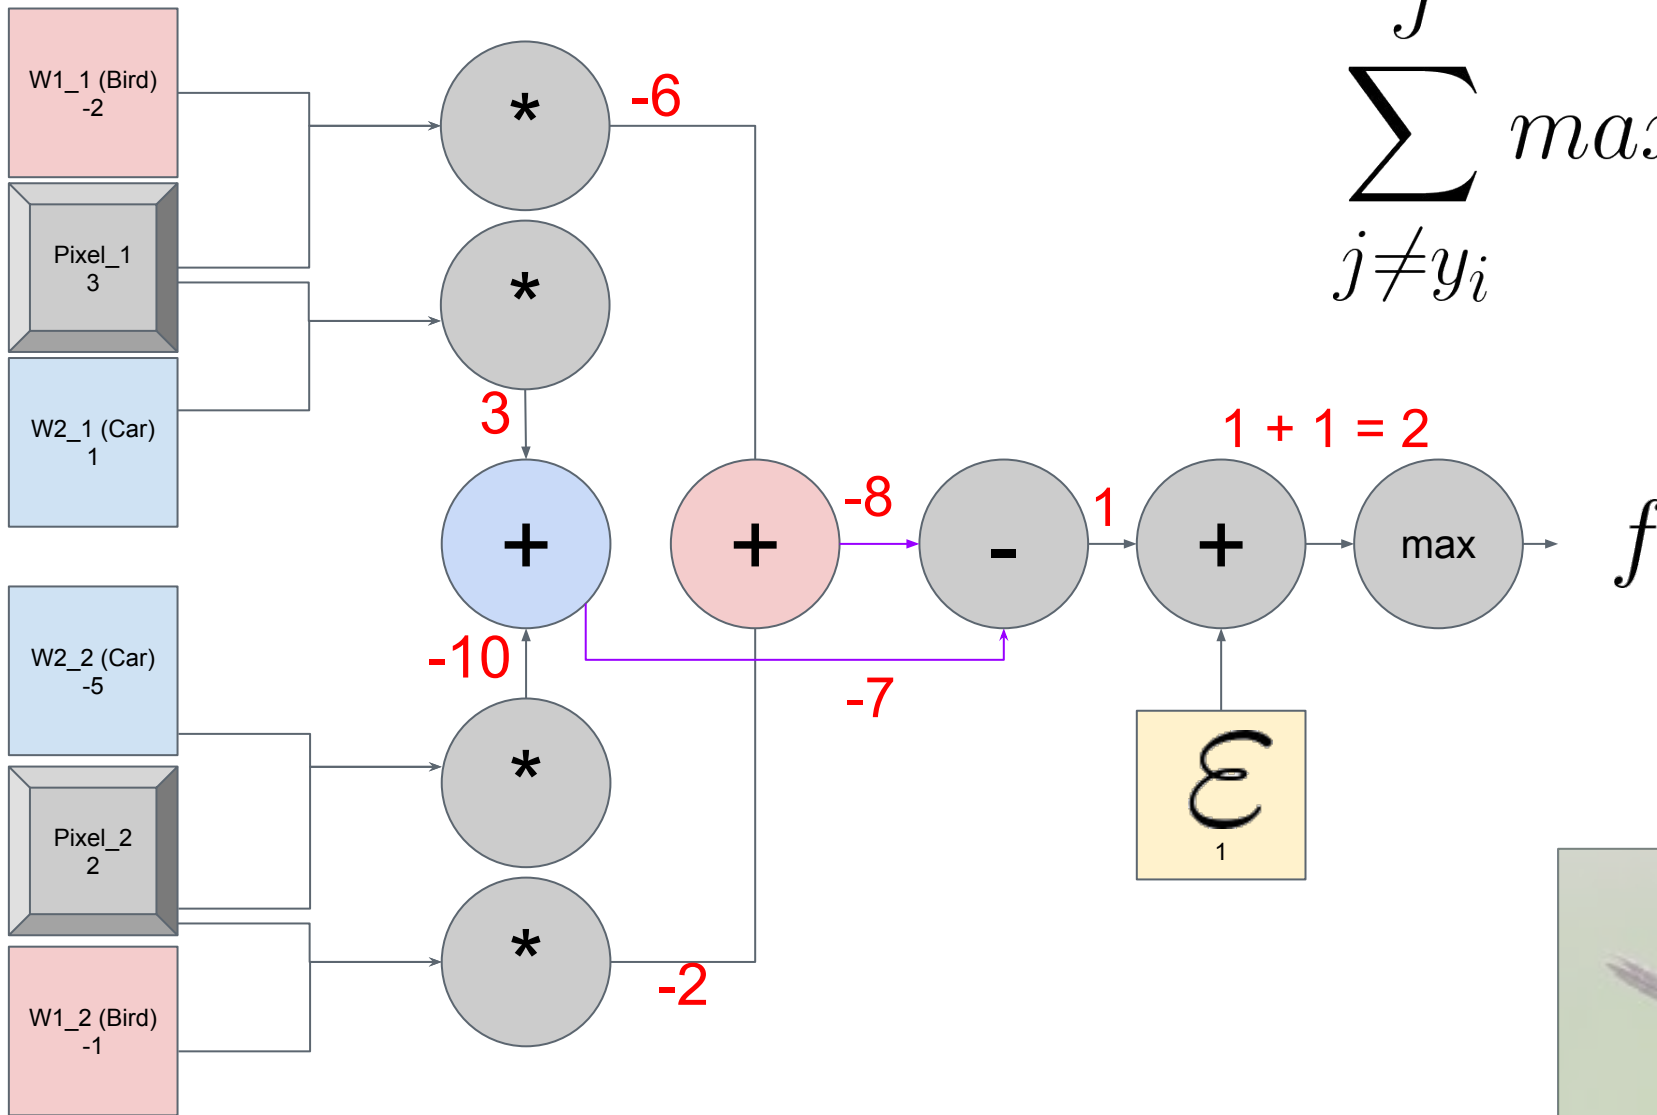 W1_1 (Bird)
-2
*
-6
Pixel_1
3
*
W2_1 (Car)
1
3
j≠y_i
1 + 1 = 2
+
+
-8
-
1
+
max
f
W2_2 (Car)
-5
-10
-7
*
ℰ
1
Pixel_2
2
*
-2
W1_2 (Bird)
-1